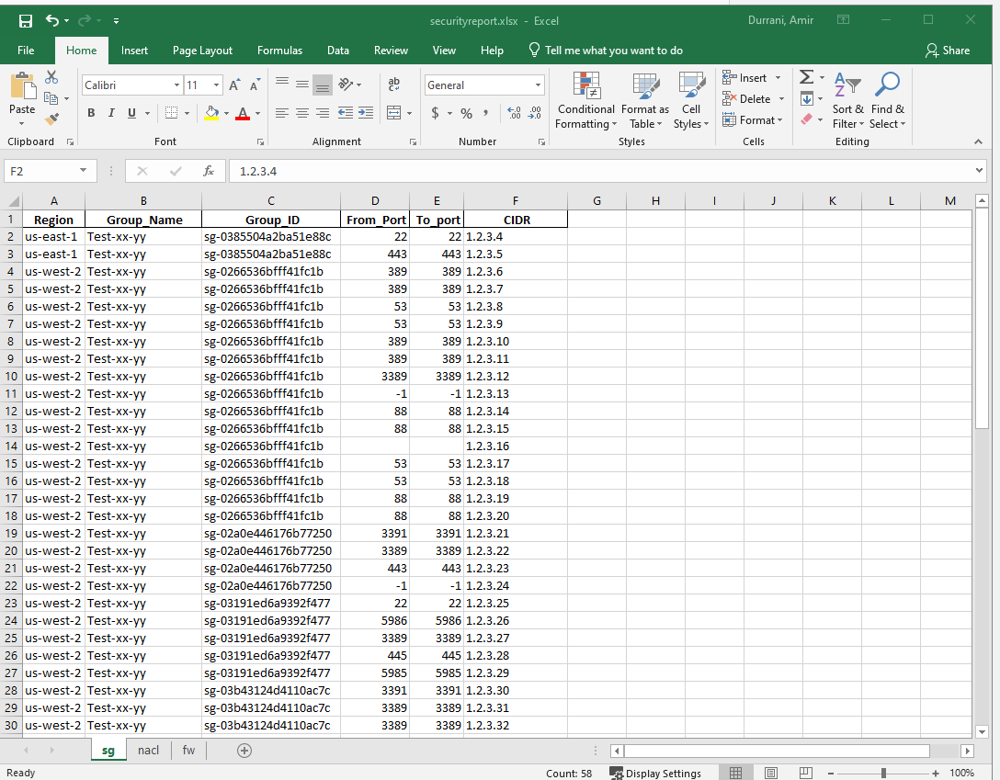 securityreport.xlsx - Excel
Durrani, Amir
File Home Insert Page Layout Formulas Data Review View Help Tell me what you want to do Share
Paste
Calibri 11
B I U A
ab
c
General
$ % ,
Conditional Formatting
Format as Table
Cell Styles
Insert
Delete
Format
Sort & Filter
Find & Select
Clipboard Font Alignment Number Styles Cells Editing
F2 fx 1.2.3.4
A B C D E F G H I J K L M
1 Region Group_Name Group_ID From_Port To_port CIDR
2 us-east-1 Test-xx-yy sg-0385504a2ba51e88c 22 22 1.2.3.4
3 us-east-1 Test-xx-yy sg-0385504a2ba51e88c 443 443 1.2.3.5
4 us-west-2 Test-xx-yy sg-0266536bfff41fc1b 389 389 1.2.3.6
5 us-west-2 Test-xx-yy sg-0266536bfff41fc1b 389 389 1.2.3.7
6 us-west-2 Test-xx-yy sg-0266536bfff41fc1b 53 53 1.2.3.8
7 us-west-2 Test-xx-yy sg-0266536bfff41fc1b 53 53 1.2.3.9
8 us-west-2 Test-xx-yy sg-0266536bfff41fc1b 389 389 1.2.3.10
9 us-west-2 Test-xx-yy sg-0266536bfff41fc1b 389 389 1.2.3.11
10 us-west-2 Test-xx-yy sg-0266536bfff41fc1b 3389 3389 1.2.3.12
11 us-west-2 Test-xx-yy sg-0266536bfff41fc1b -1 -1 1.2.3.13
12 us-west-2 Test-xx-yy sg-0266536bfff41fc1b 88 88 1.2.3.14
13 us-west-2 Test-xx-yy sg-0266536bfff41fc1b 88 88 1.2.3.15
14 us-west-2 Test-xx-yy sg-0266536bfff41fc1b 1.2.3.16
15 us-west-2 Test-xx-yy sg-0266536bfff41fc1b 53 53 1.2.3.17
16 us-west-2 Test-xx-yy sg-0266536bfff41fc1b 53 53 1.2.3.18
17 us-west-2 Test-xx-yy sg-0266536bfff41fc1b 88 88 1.2.3.19
18 us-west-2 Test-xx-yy sg-0266536bfff41fc1b 88 88 1.2.3.20
19 us-west-2 Test-xx-yy sg-02a0e446176b77250 3391 3391 1.2.3.21
20 us-west-2 Test-xx-yy sg-02a0e446176b77250 3389 3389 1.2.3.22
21 us-west-2 Test-xx-yy sg-02a0e446176b77250 443 443 1.2.3.23
22 us-west-2 Test-xx-yy sg-02a0e446176b77250 -1 -1 1.2.3.24
23 us-west-2 Test-xx-yy sg-03191ed6a9392f477 22 22 1.2.3.25
24 us-west-2 Test-xx-yy sg-03191ed6a9392f477 5986 5986 1.2.3.26
25 us-west-2 Test-xx-yy sg-03191ed6a9392f477 3389 3389 1.2.3.27
26 us-west-2 Test-xx-yy sg-03191ed6a9392f477 445 445 1.2.3.28
27 us-west-2 Test-xx-yy sg-03191ed6a9392f477 5985 5985 1.2.3.29
28 us-west-2 Test-xx-yy sg-03b43124d4110ac7c 3391 3391 1.2.3.30
29 us-west-2 Test-xx-yy sg-03b43124d4110ac7c 3389 3389 1.2.3.31
30 us-west-2 Test-xx-yy sg-03b43124d4110ac7c 3389 3389 1.2.3.32
sg nacl fw
Ready Count: 58 Display Settings 100%